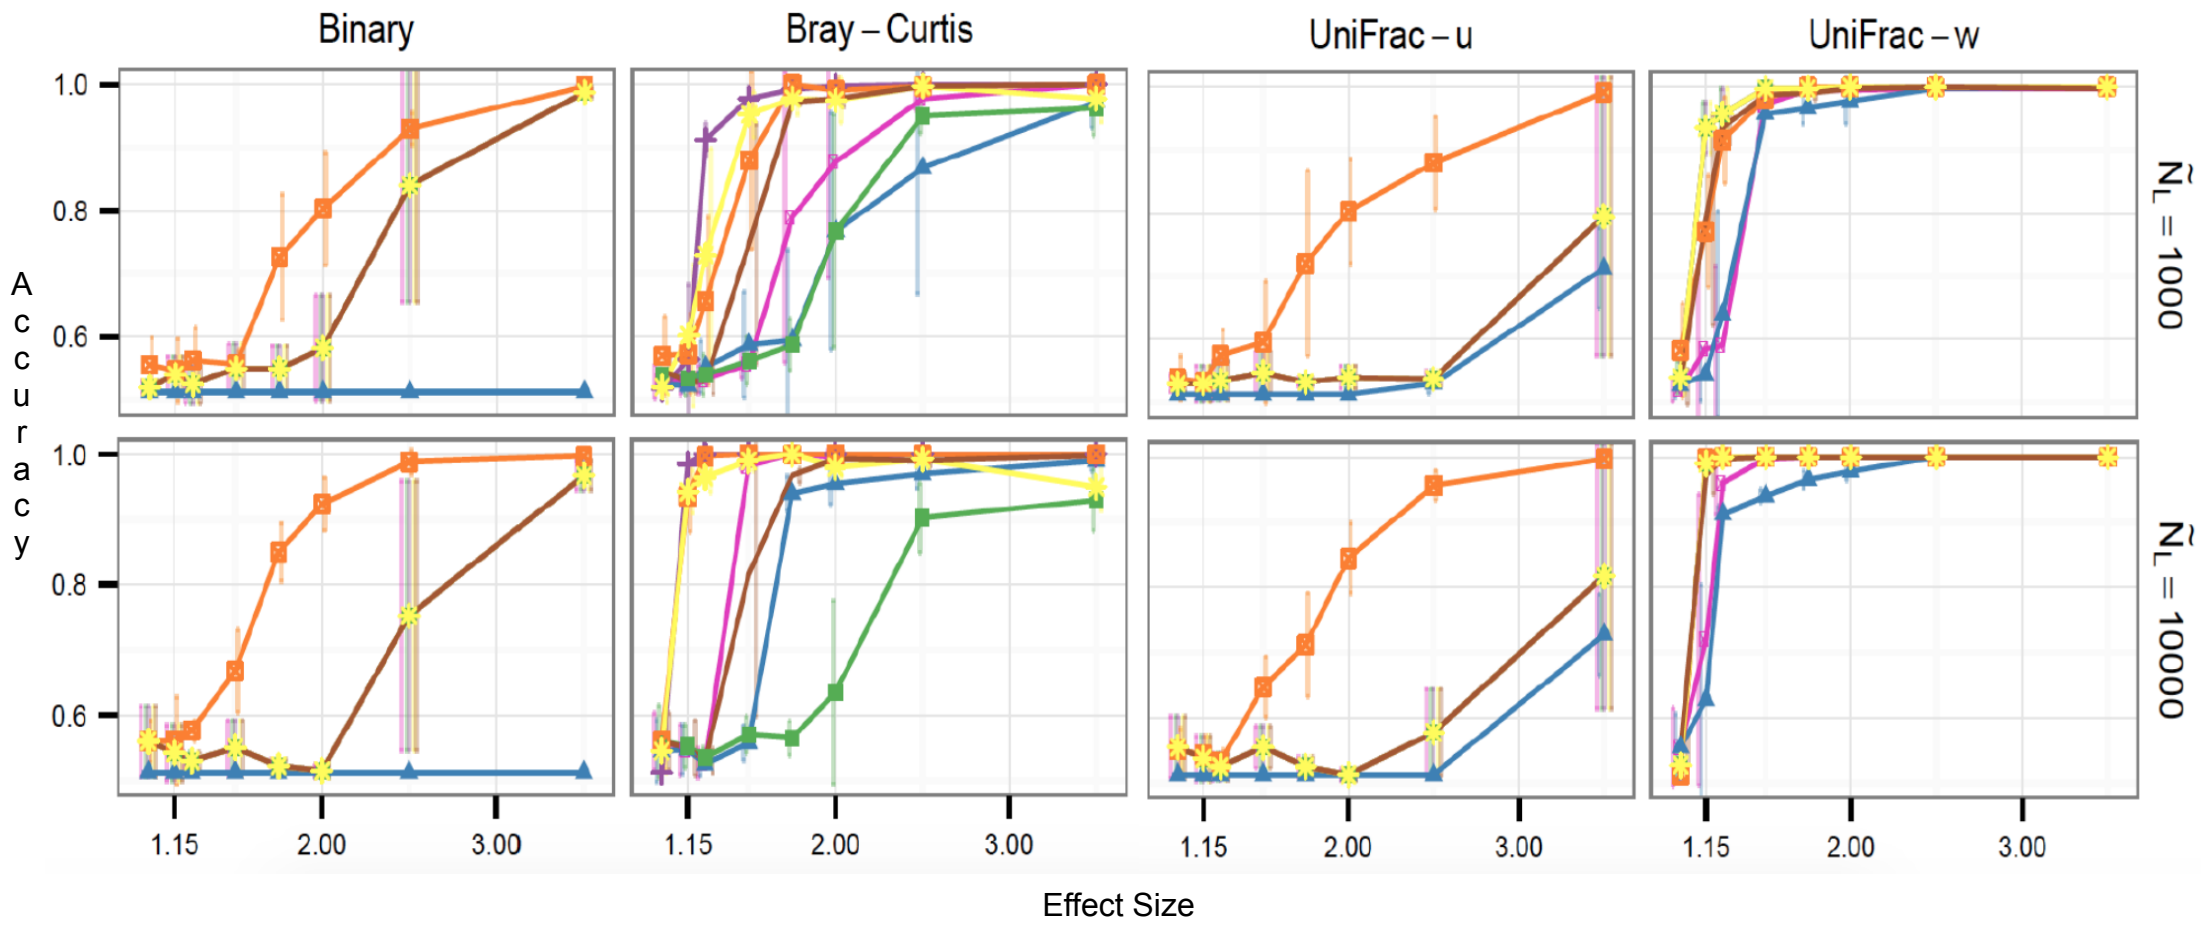 Binary
Bray – Curtis
UniFrac – u
UniFrac – w
Accuracy
1.0
0.8
0.6
1.0
0.8
0.6
ÑL = 1000
ÑL = 10000
1.15 2.00 3.00
1.15 2.00 3.00
1.15 2.00 3.00
1.15 2.00 3.00
Effect Size